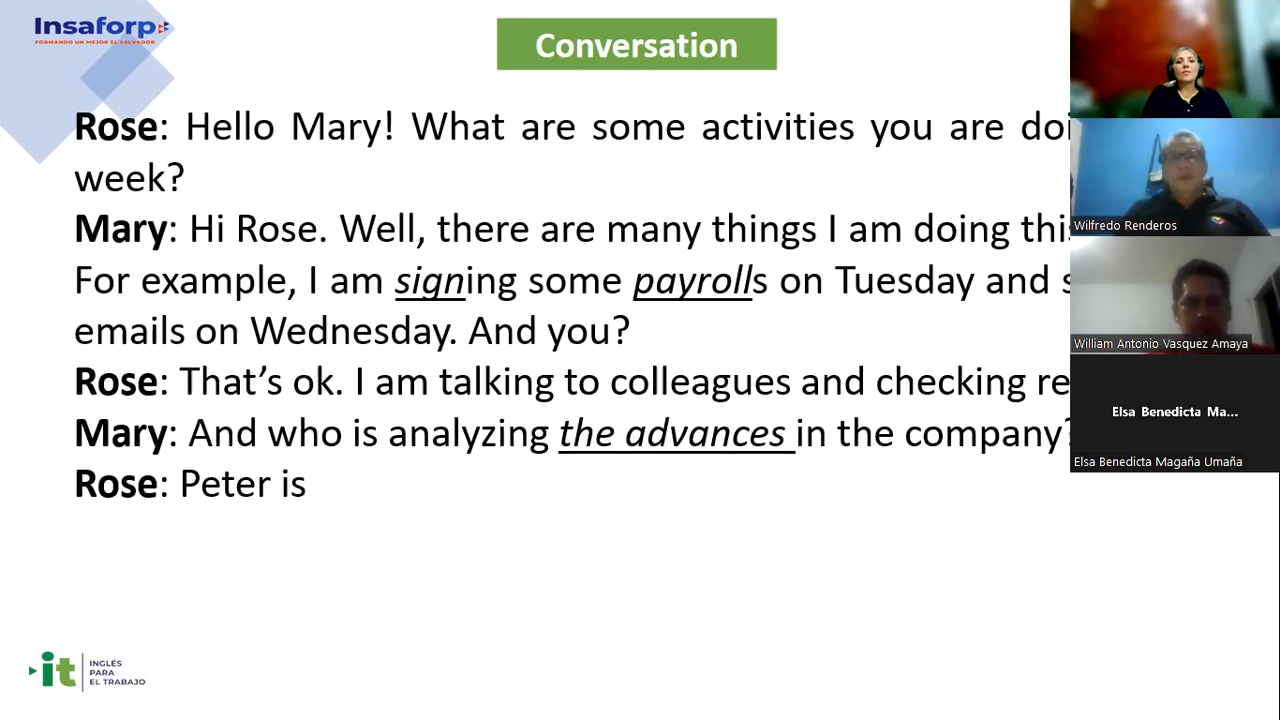 Insaforp
FORMANDO UN MEJOR EL SALVADOR
Conversation
Rose: Hello Mary! What are some activities you are
week?
Mary: Hi Rose. Well, there are many things I am doing
For example, I am signing some payrolls on Tuesday and
emails on Wednesday. And you?
Rose: That’s ok. I am talking to colleagues and checking
Mary: And who is analyzing the advances in the company?
Rose: Peter is
Wilfredo Renderos
William Antonio Vasquez Amaya
Elsa Benedicta Ma...
Elsa Benedicta Magaña Umaña
it
INGLÉS
PARA
EL TRABAJO